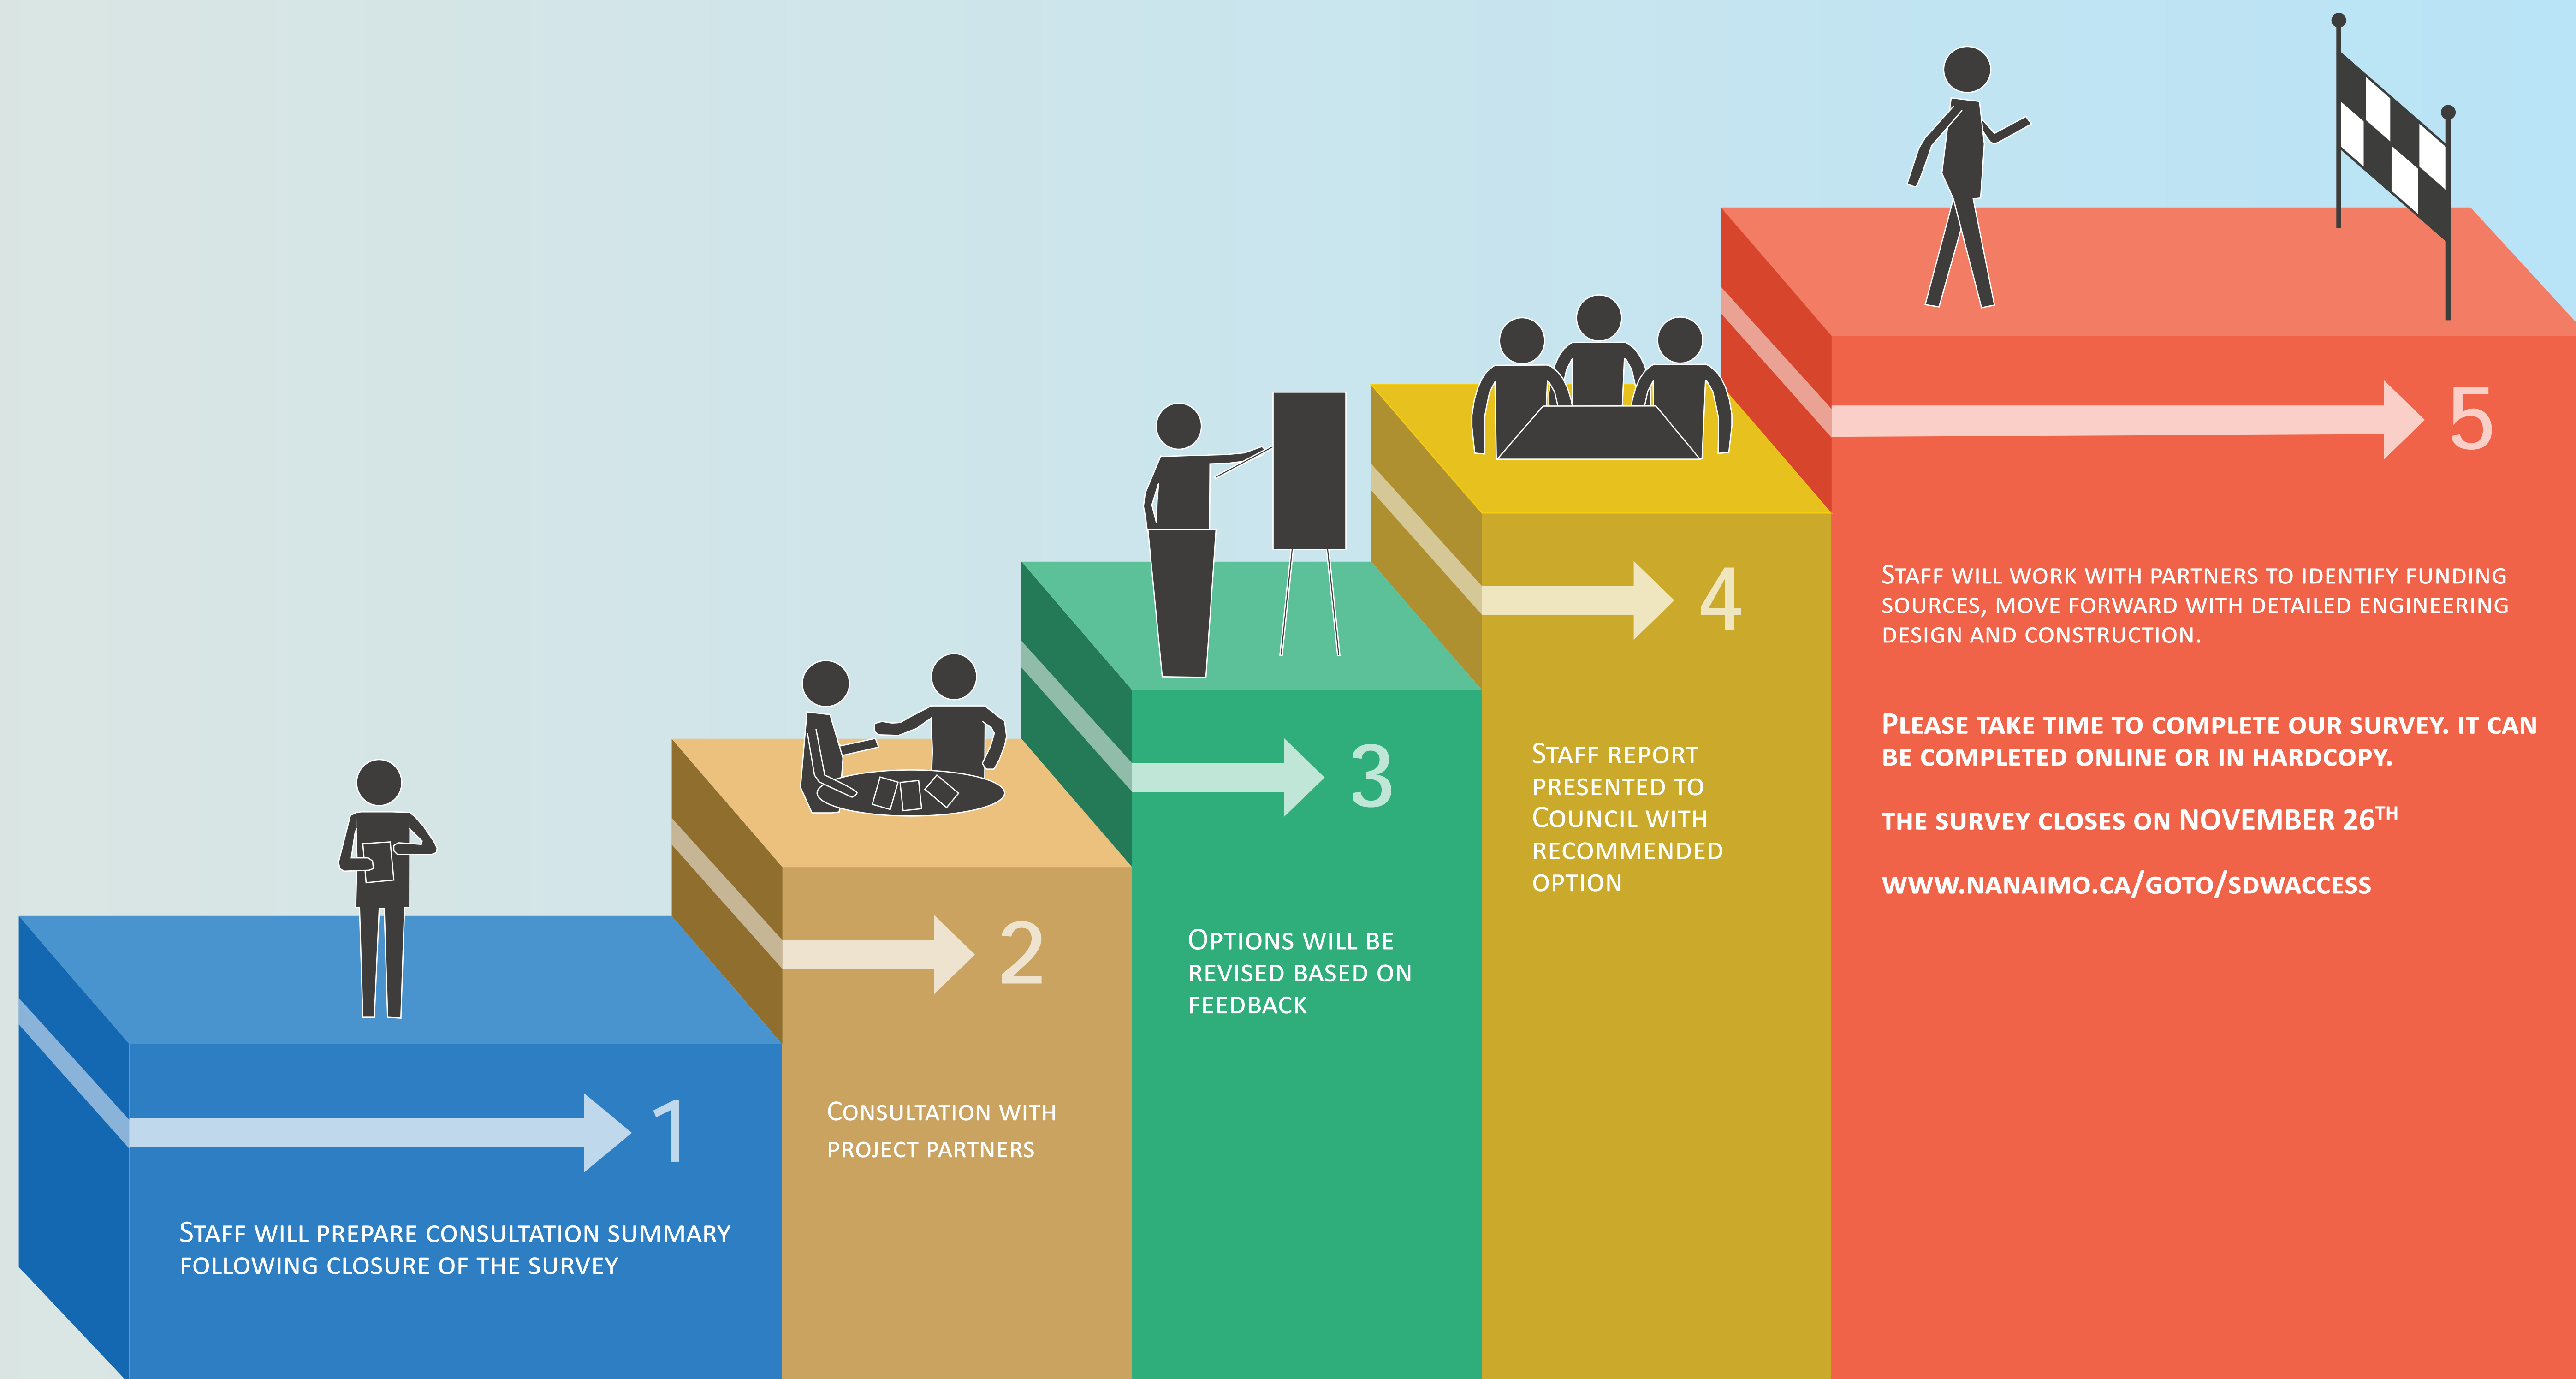 1
Staff will prepare consultation summary
following closure of the survey
2
Consultation with
project partners
3
Options will be
revised based on
feedback
4
Staff report
presented to
Council with
recommended
option
5
Staff will work with partners to identify funding
sources, move forward with detailed engineering
design and construction.
Please take time to complete our survey. it can
be completed online or in hardcopy.
the survey closes on NOVEMBER 26TH
www.nanaimo.ca/goto/sdwaccess